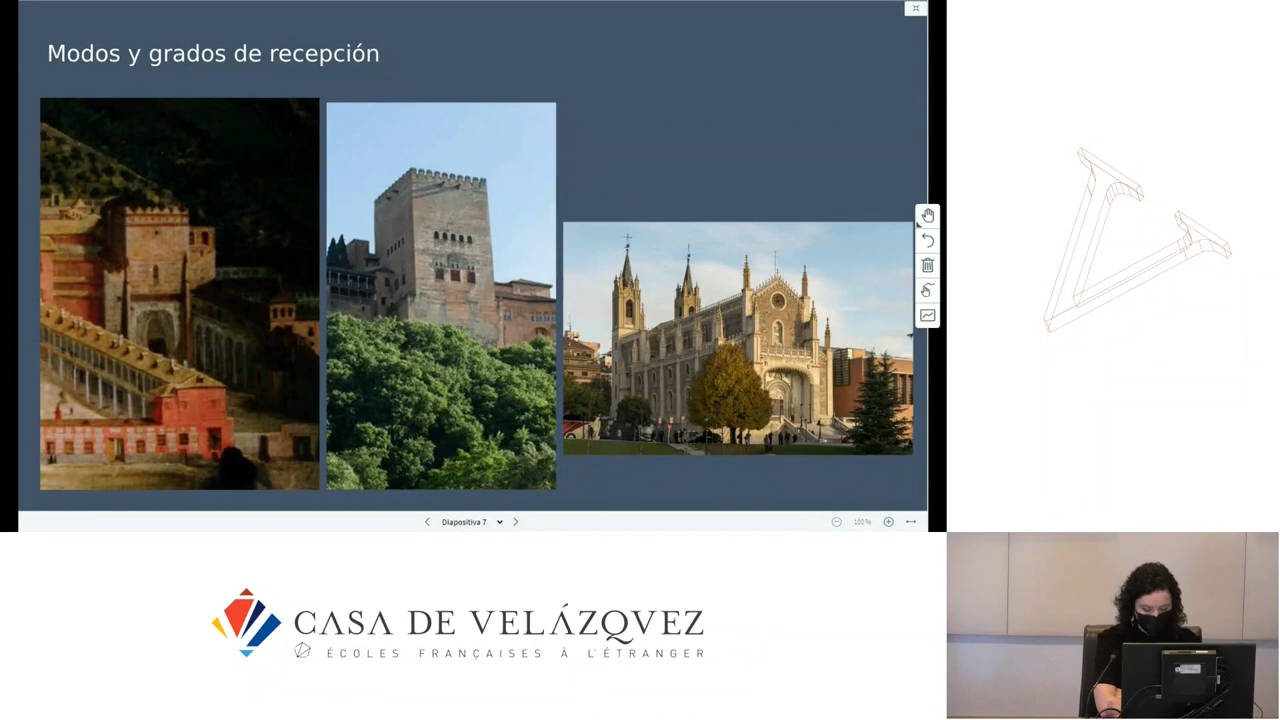 Modos y grados de recepción
Diapositiva 7
100 %
CASA DE VELÁZQVEZ
ÉCOLES FRANÇAISES À L'ÉTRANGER